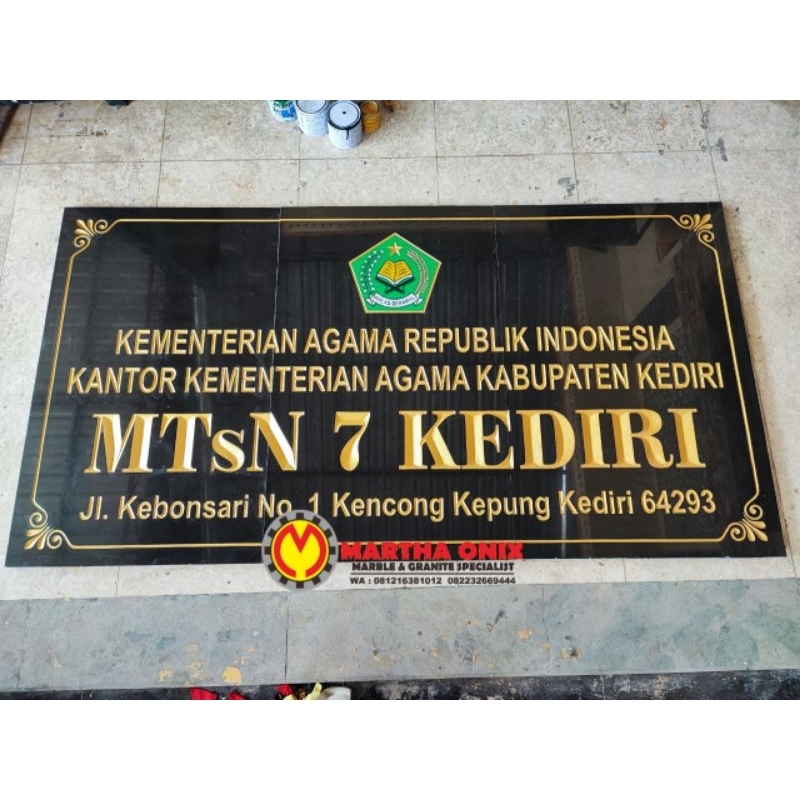 KEMENTERIAN AGAMA REPUBLIK INDONESIA
KANTOR KEMENTERIAN AGAMA KABUPATEN KEDIRI
MTsN 7 KEDIRI
Jl. Kebonsari No. 1 Kencong Kepung Kediri 64293
MARTHA ONIX
MARBLE & GRANITE SPECIALIST
WA : 081216381012 082232669444